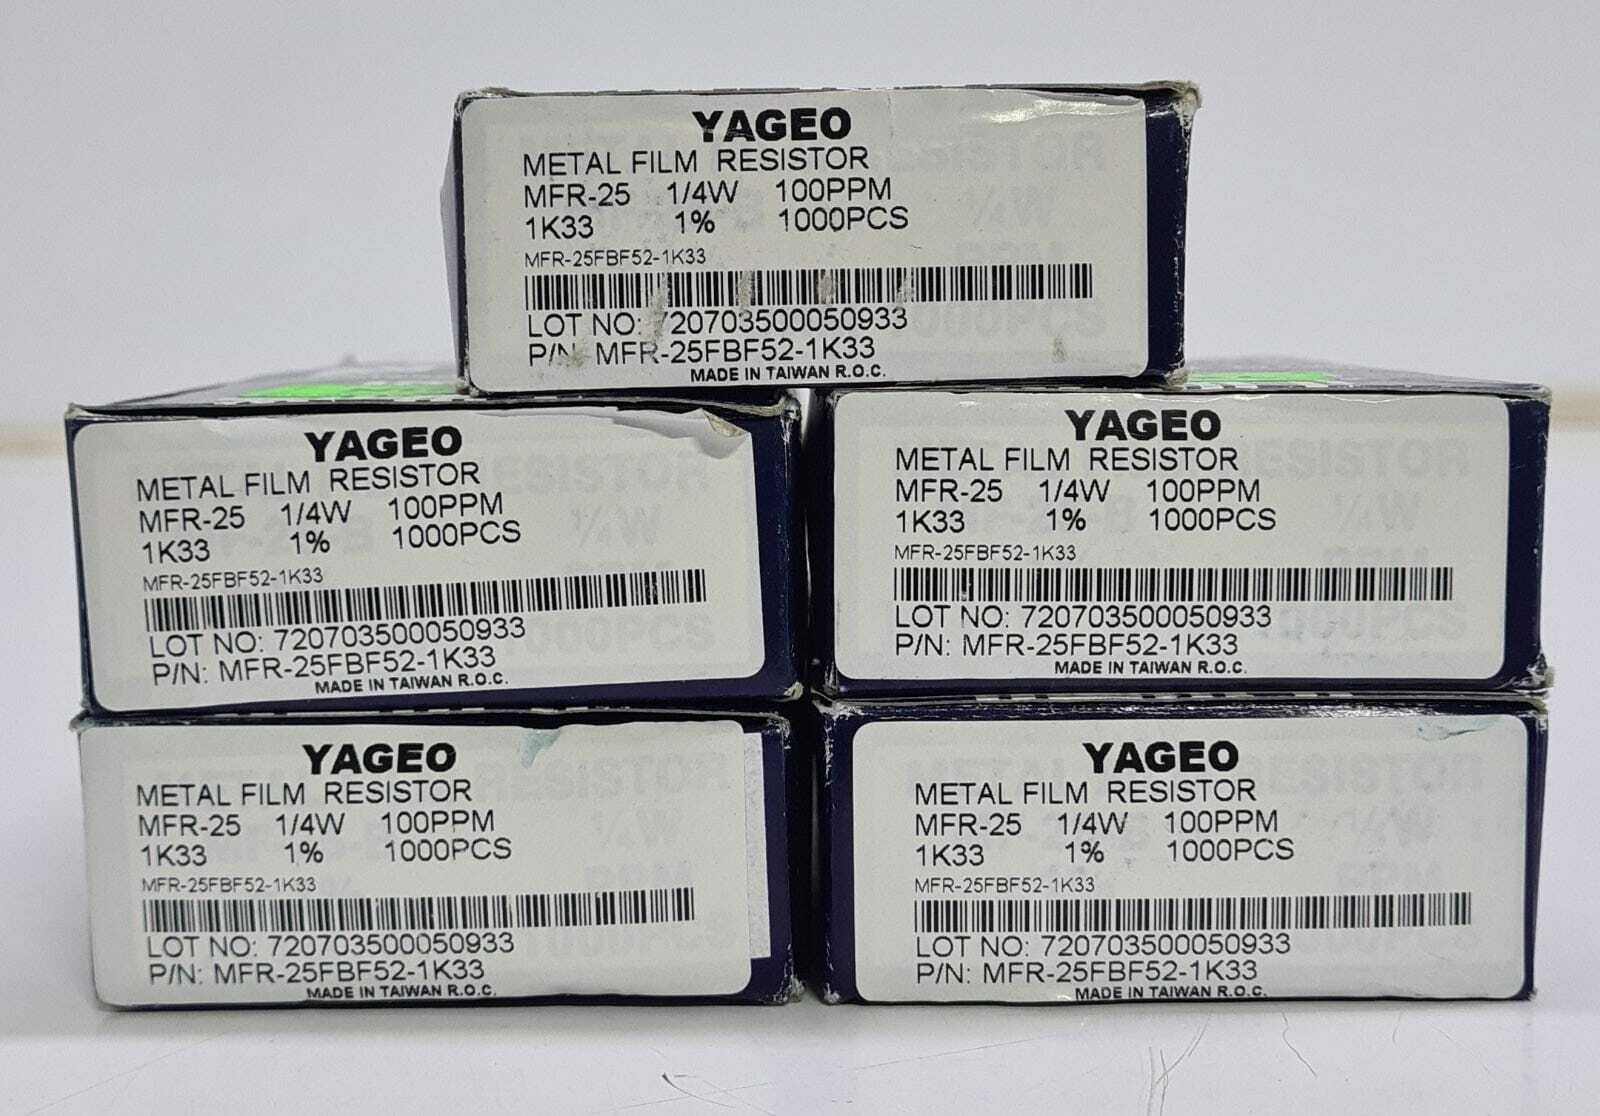 YAGEO
METAL FILM RESISTOR
MFR-25 1/4W 100PPM
1K33 1% 1000PCS
MFR-25FBF52-1K33
LOT NO: 720703500050933
P/N: MFR-25FBF52-1K33
MADE IN TAIWAN R.O.C.
YAGEO
METAL FILM RESISTOR
MFR-25 1/4W 100PPM
1K33 1% 1000PCS
MFR-25FBF52-1K33
LOT NO: 720703500050933
P/N: MFR-25FBF52-1K33
MADE IN TAIWAN R.O.C.
YAGEO
METAL FILM RESISTOR
MFR-25 1/4W 100PPM
1K33 1% 1000PCS
MFR-25FBF52-1K33
LOT NO: 720703500050933
P/N: MFR-25FBF52-1K33
MADE IN TAIWAN R.O.C.
YAGEO
METAL FILM RESISTOR
MFR-25 1/4W 100PPM
1K33 1% 1000PCS
MFR-25FBF52-1K33
LOT NO: 720703500050933
P/N: MFR-25FBF52-1K33
MADE IN TAIWAN R.O.C.
YAGEO
METAL FILM RESISTOR
MFR-25 1/4W 100PPM
1K33 1% 1000PCS
MFR-25FBF52-1K33
LOT NO: 720703500050933
P/N: MFR-25FBF52-1K33
MADE IN TAIWAN R.O.C.